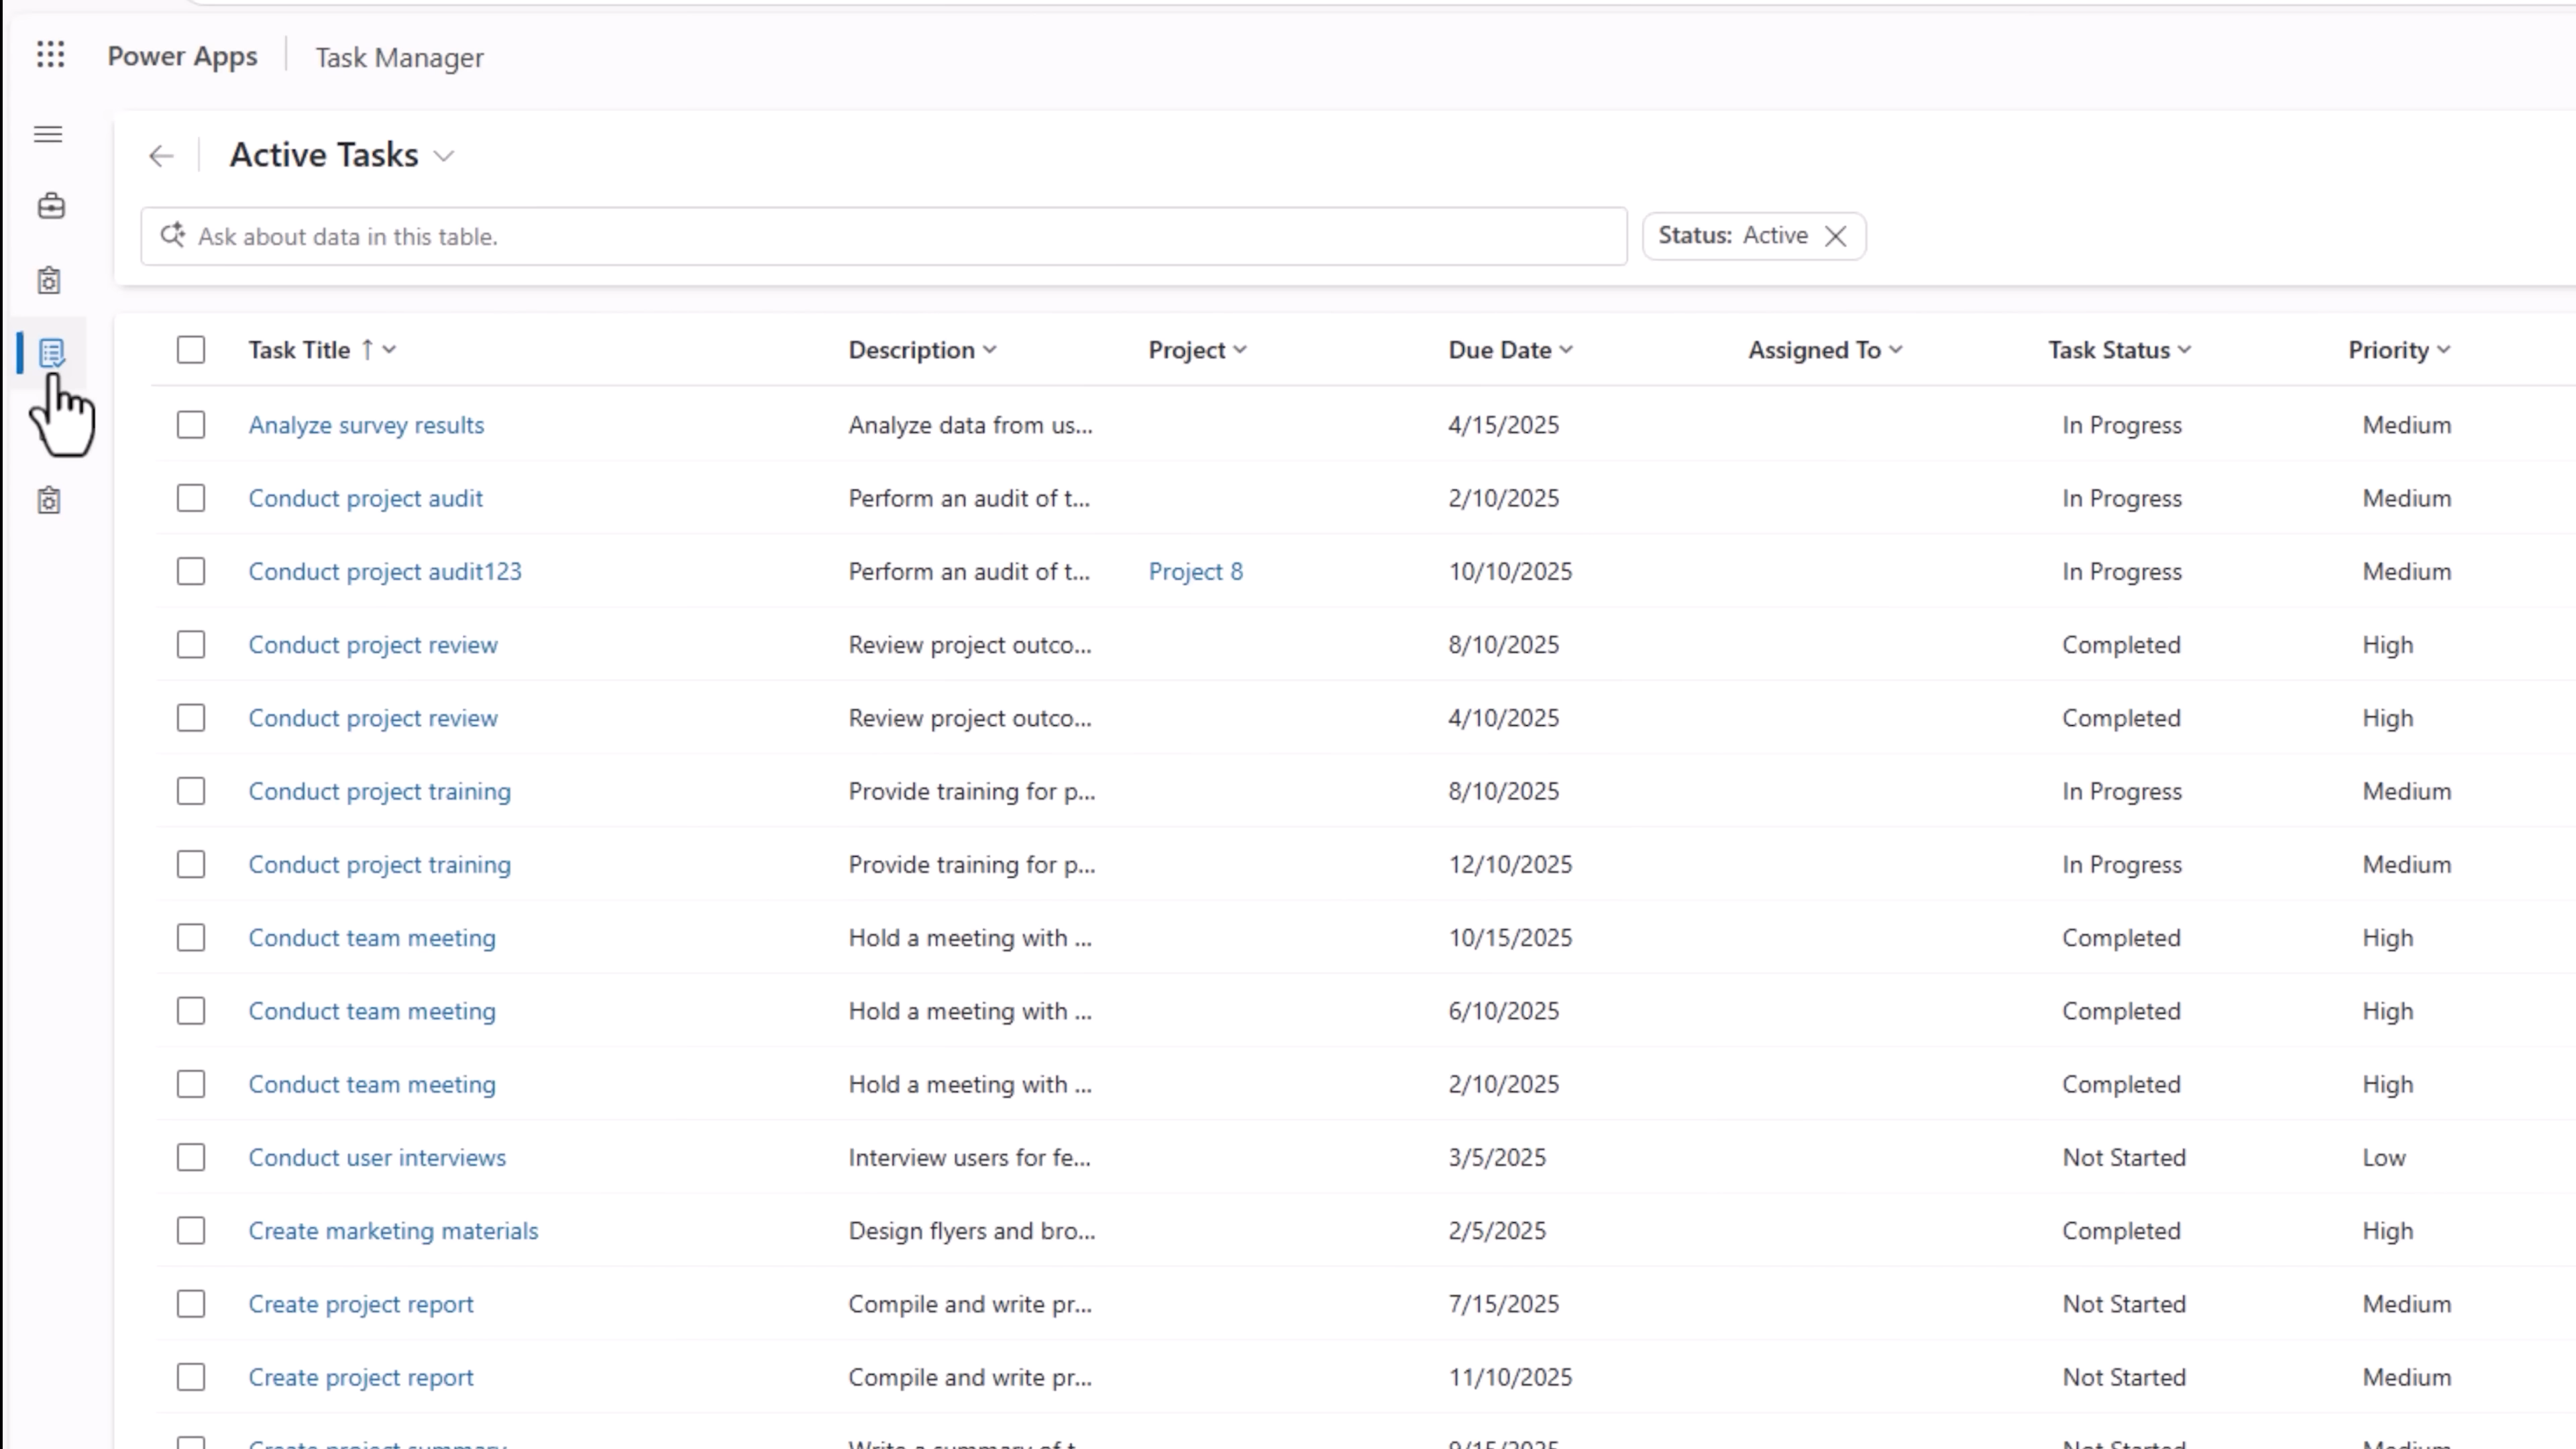 Power Apps Task Manager
Active Tasks
Ask about data in this table. Status: Active
Task Title Description Project Due Date Assigned To Task Status Priority
Analyze survey results Analyze data from us... 4/15/2025 In Progress Medium
Conduct project audit Perform an audit of t... 2/10/2025 In Progress Medium
Conduct project audit123 Perform an audit of t... Project 8 10/10/2025 In Progress Medium
Conduct project review Review project outco... 8/10/2025 Completed High
Conduct project review Review project outco... 4/10/2025 Completed High
Conduct project training Provide training for p... 8/10/2025 In Progress Medium
Conduct project training Provide training for p... 12/10/2025 In Progress Medium
Conduct team meeting Hold a meeting with ... 10/15/2025 Completed High
Conduct team meeting Hold a meeting with ... 6/10/2025 Completed High
Conduct team meeting Hold a meeting with ... 2/10/2025 Completed High
Conduct user interviews Interview users for fe... 3/5/2025 Not Started Low
Create marketing materials Design flyers and bro... 2/5/2025 Completed High
Create project report Compile and write pr... 7/15/2025 Not Started Medium
Create project report Compile and write pr... 11/10/2025 Not Started Medium